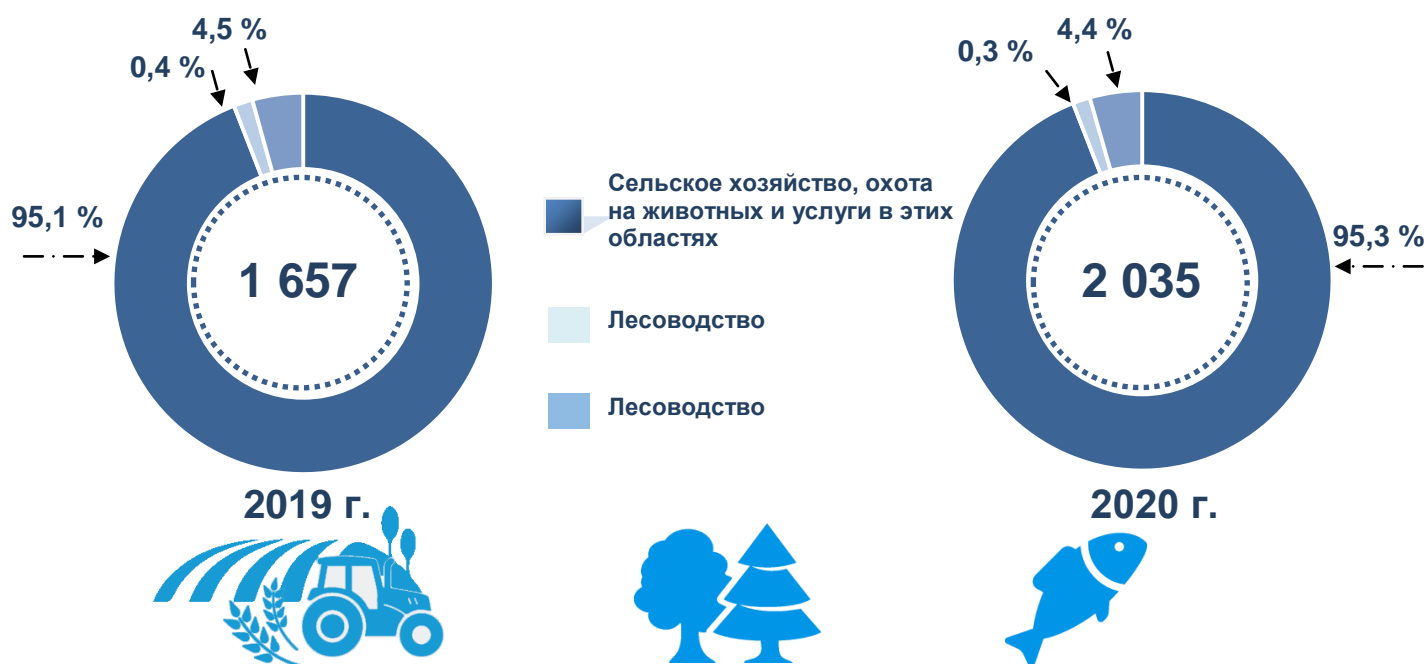 4,5 %
0,4 %
95,1 %
1 657
2019 г.
Сельское хозяйство, охота
на животных и услуги в этих
областях
Лесоводство
Лесоводство
4,4 %
0,3 %
95,3 %
2 035
2020 г.